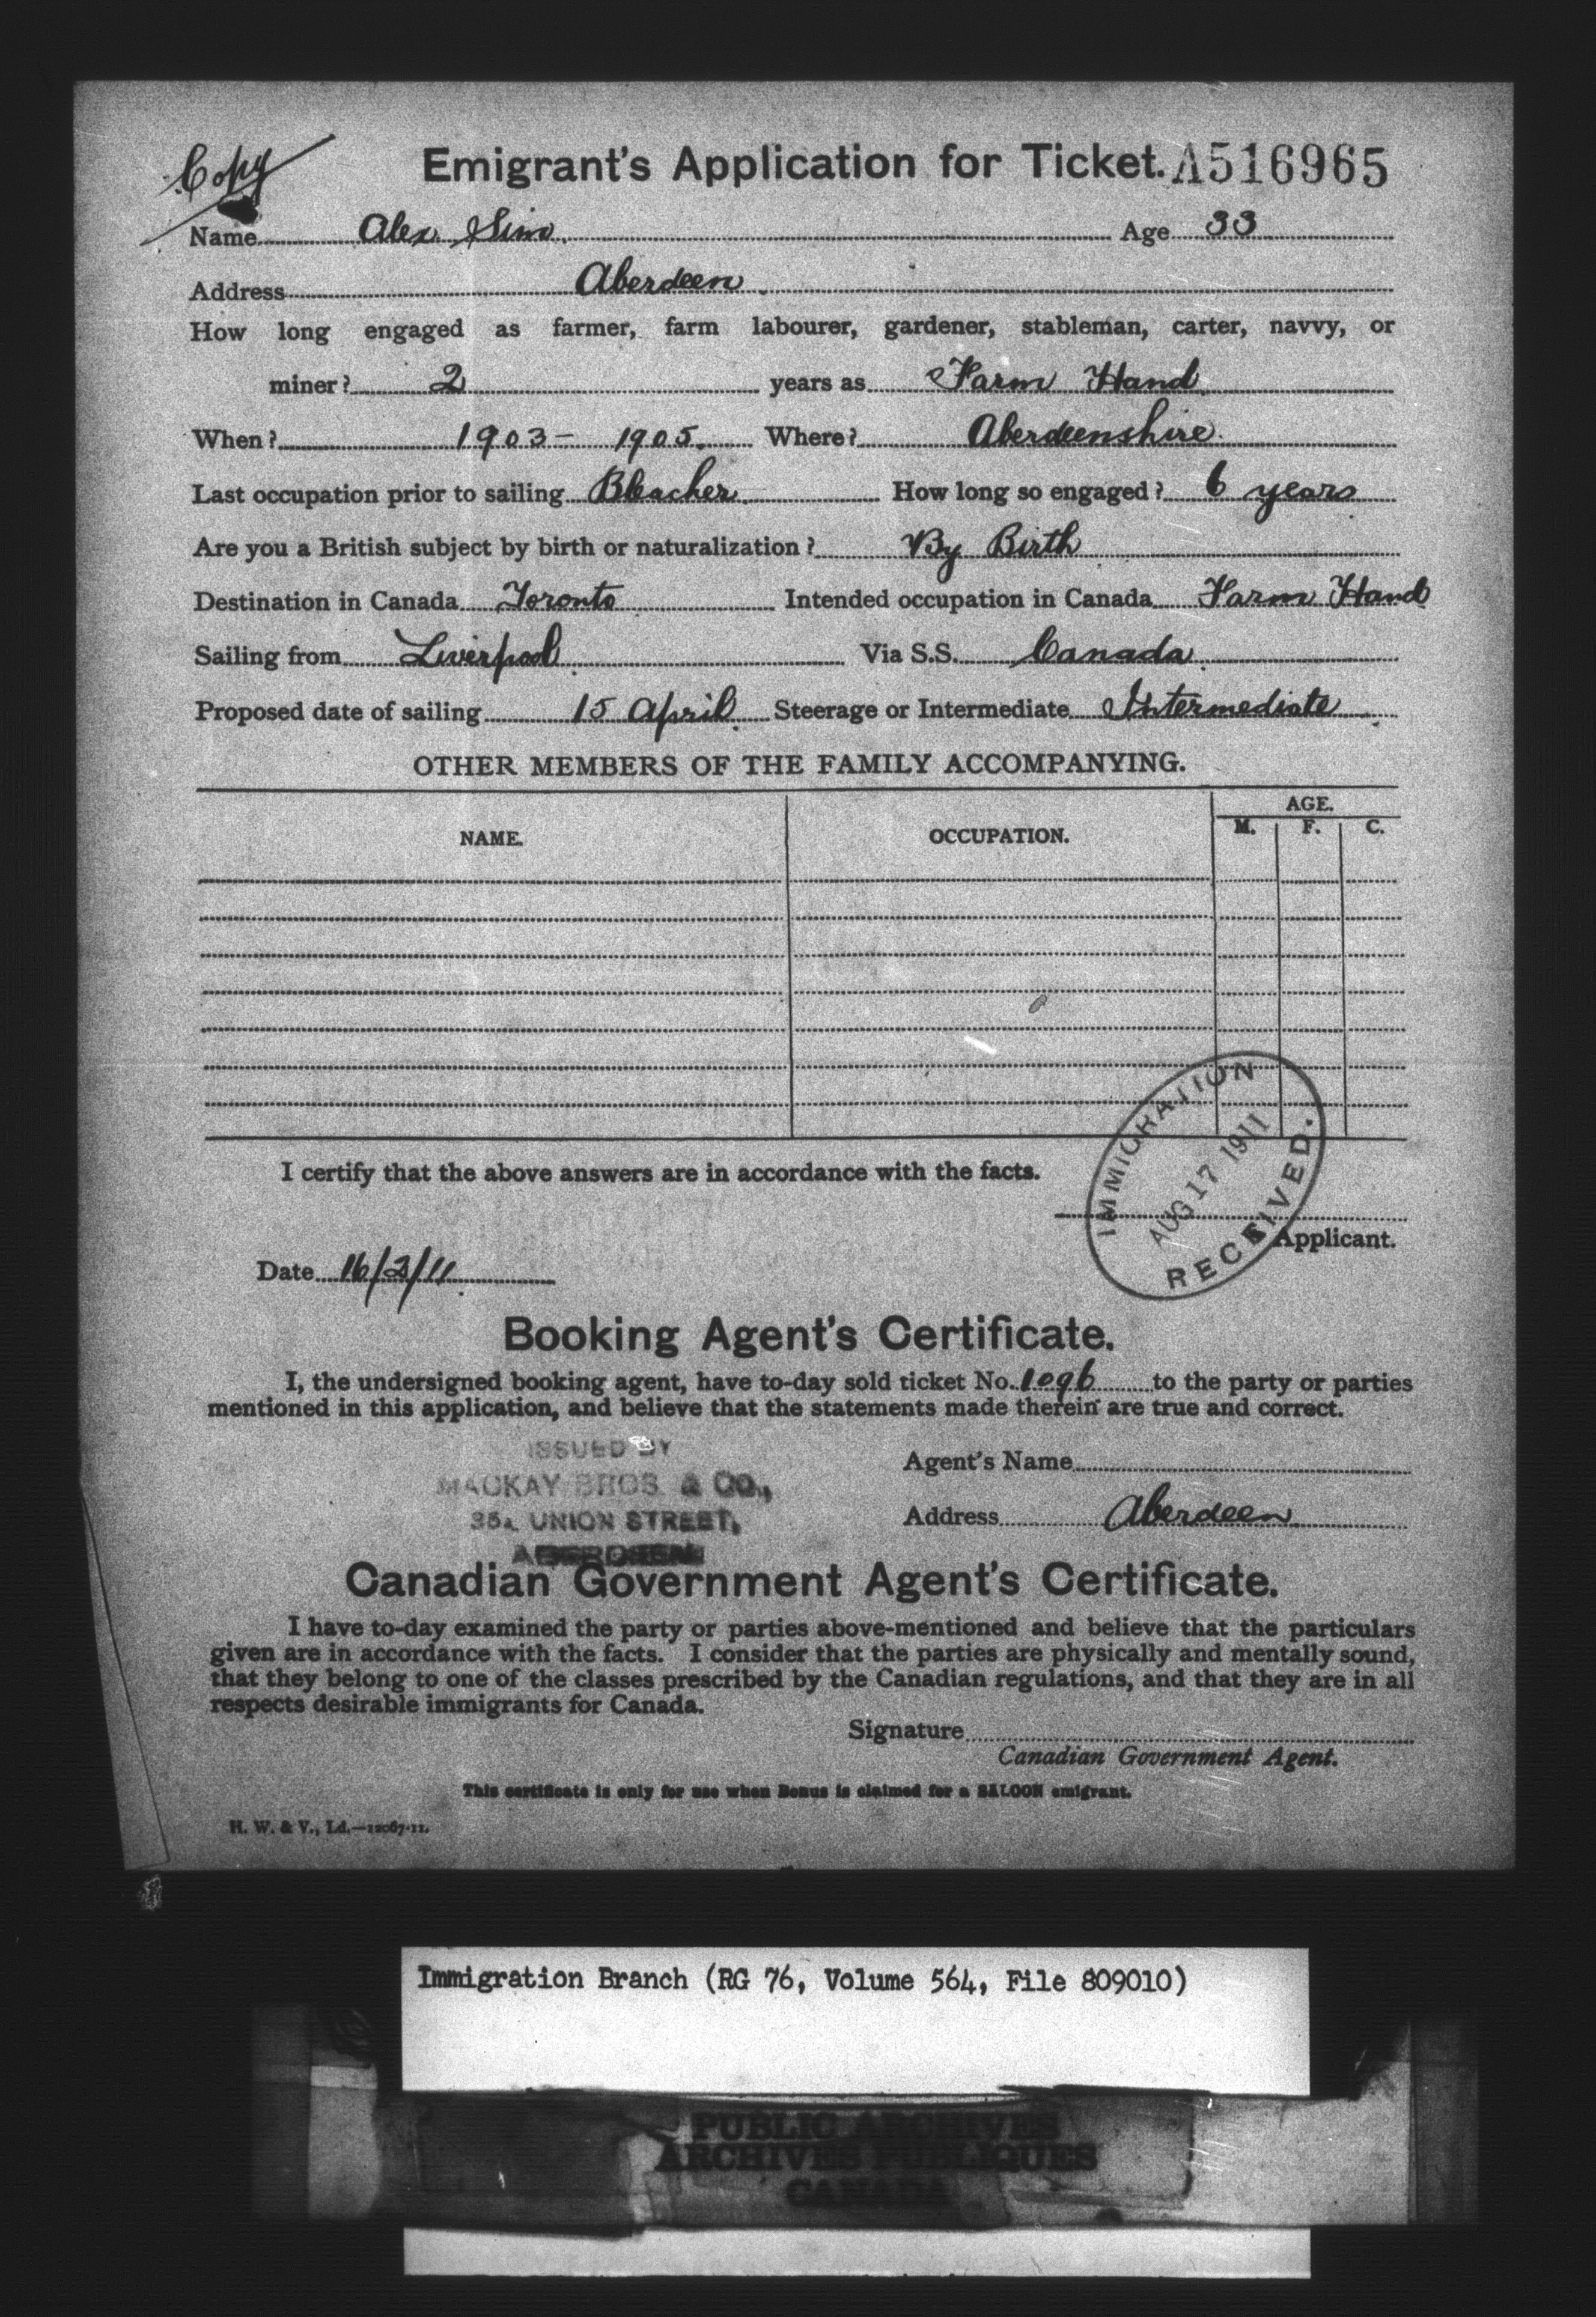 Copy
Emigrant's Application for Ticket. A516965
Name Alex Sim. Age 33
Address Aberdeen.
How long engaged as farmer, farm labourer, gardener, stableman, carter, navvy, or
miner? 2 years as Farm Hand
When? 1903 - 1905. Where? Aberdeenshire.
Last occupation prior to sailing Bleacher. How long so engaged? 6 years
Are you a British subject by birth or naturalization? By Birth
Destination in Canada Toronto Intended occupation in Canada Farm Hand
Sailing from Liverpool Via S.S. Canada.
Proposed date of sailing 15 April. Steerage or Intermediate Intermediate
OTHER MEMBERS OF THE FAMILY ACCOMPANYING.
NAME. OCCUPATION. AGE.
M. F. C.
I certify that the above answers are in accordance with the facts.
IMMIGRATION
AUG 17 1911
RECEIVED.
Applicant.
Date 16/2/11.
Booking Agent's Certificate.
I, the undersigned booking agent, have to-day sold ticket No. 1096 to the party or parties
mentioned in this application, and believe that the statements made therein are true and correct.
ISSUED BY
MACKAY BROS. & CO.,
35A UNION STREET,
ABERDEEN
Agent's Name
Address Aberdeen
Canadian Government Agent's Certificate.
I have to-day examined the party or parties above-mentioned and believe that the particulars
given are in accordance with the facts. I consider that the parties are physically and mentally sound,
that they belong to one of the classes prescribed by the Canadian regulations, and that they are in all
respects desirable immigrants for Canada.
Signature
Canadian Government Agent.
This certificate is only for use when Bonus is claimed for a SALOON emigrant.
H. W. & V., Ld.—12067-11.
Immigration Branch (RG 76, Volume 564, File 809010)
PUBLIC ARCHIVES
ARCHIVES PUBLIQUES
CANADA